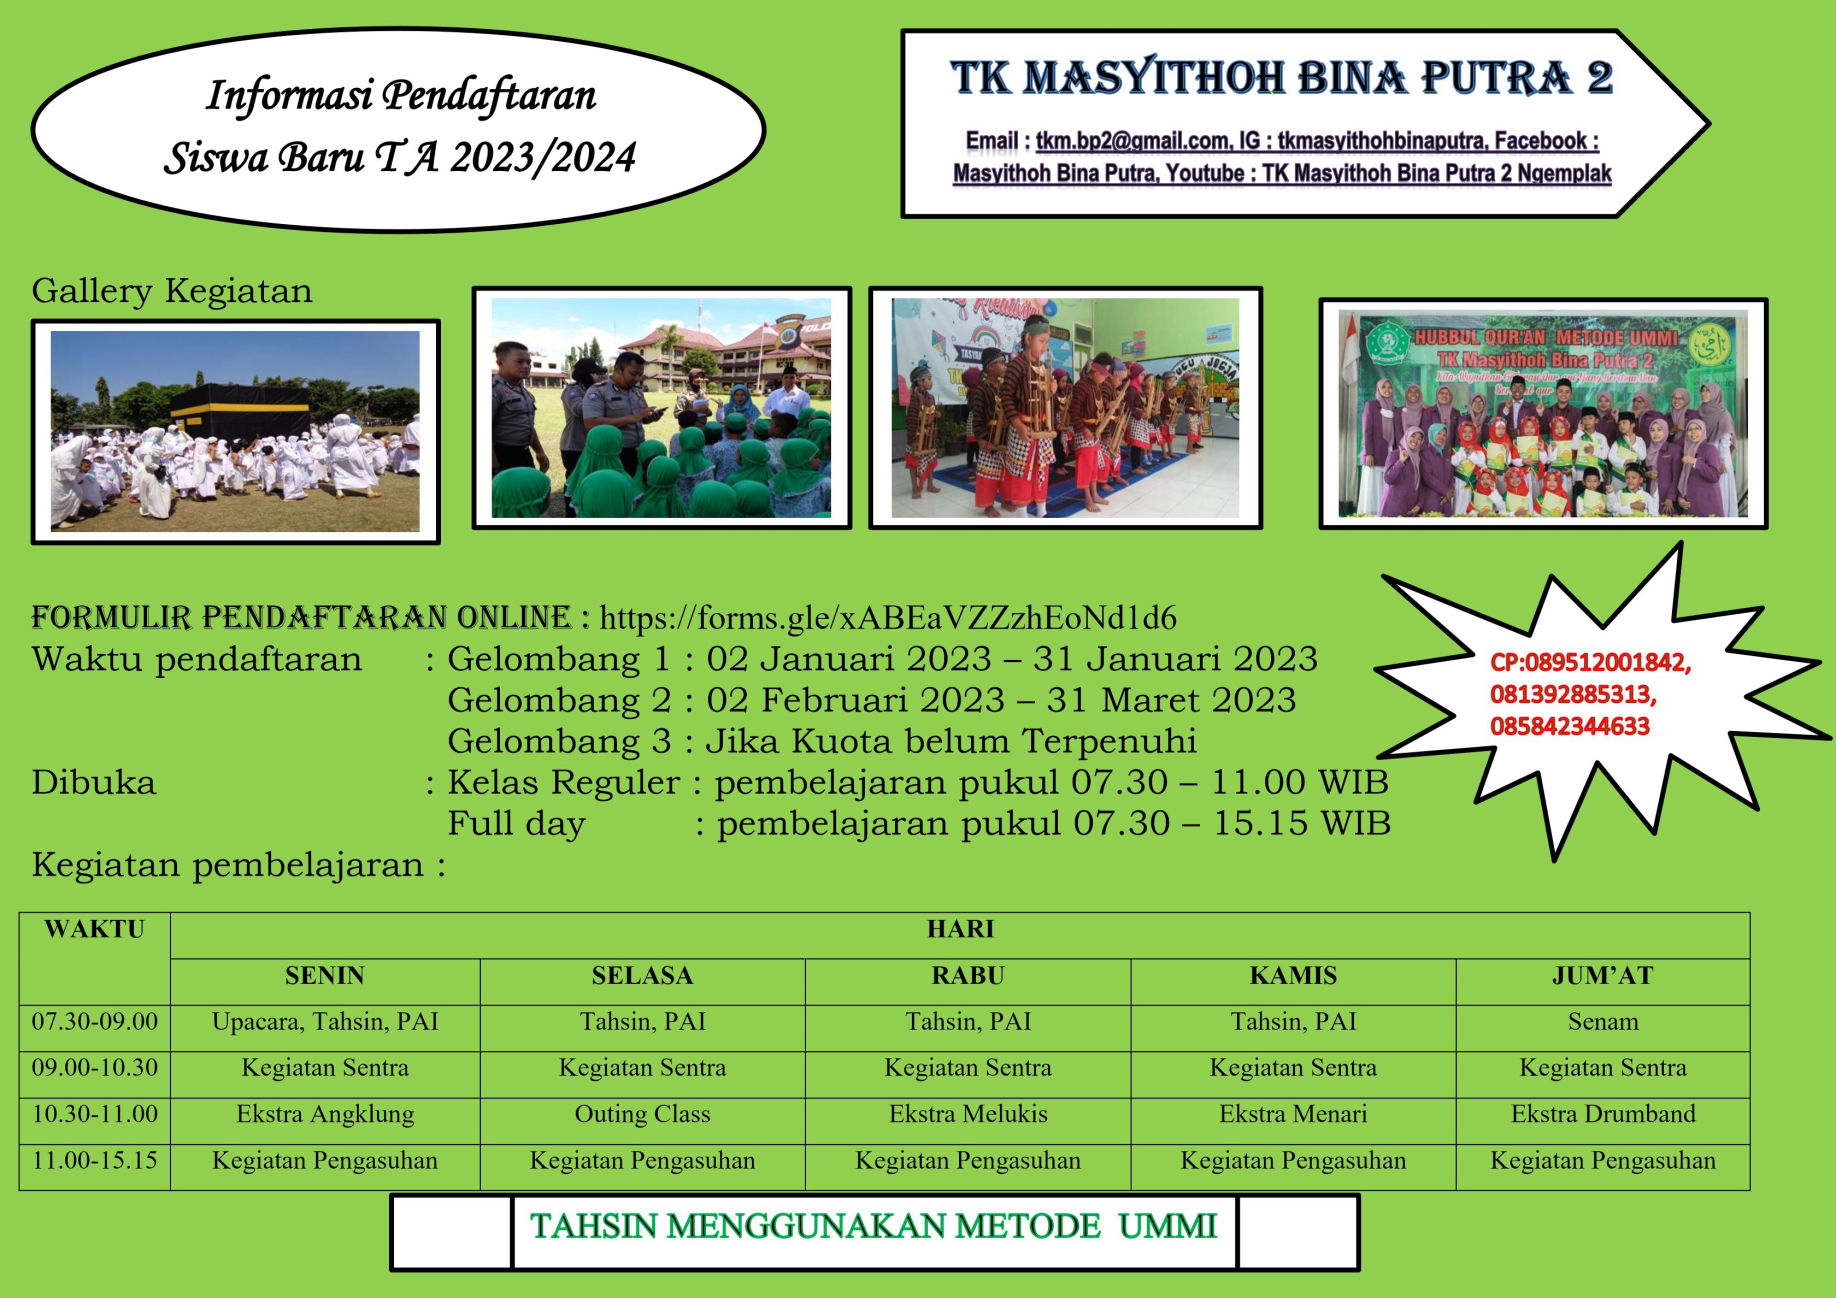 Informasi Pendaftaran
Siswa Baru T A 2023/2024
TK MASYITHOH BINA PUTRA 2
Email : tkm.bp2@gmail.com, IG : tkmasyithohbinaputra, Facebook :
Masyithoh Bina Putra, Youtube : TK Masyithoh Bina Putra 2 Ngemplak
Gallery Kegiatan
HUBBUL QUR'AN METODE UMMI
TK Masyithoh Bina Putra 2
FORMULIR PENDAFTARAN ONLINE : https://forms.gle/xABEaVZZzhEoNd1d6
Waktu pendaftaran : Gelombang 1 : 02 Januari 2023 – 31 Januari 2023
Gelombang 2 : 02 Februari 2023 – 31 Maret 2023
Gelombang 3 : Jika Kuota belum Terpenuhi
Dibuka : Kelas Reguler : pembelajaran pukul 07.30 – 11.00 WIB
Full day : pembelajaran pukul 07.30 – 15.15 WIB
Kegiatan pembelajaran :
CP:089512001842,
081392885313,
085842344633
WAKTU HARI
SENIN SELASA RABU KAMIS JUM’AT
07.30-09.00 Upacara, Tahsin, PAI Tahsin, PAI Tahsin, PAI Tahsin, PAI Senam
09.00-10.30 Kegiatan Sentra Kegiatan Sentra Kegiatan Sentra Kegiatan Sentra Kegiatan Sentra
10.30-11.00 Ekstra Angklung Outing Class Ekstra Melukis Ekstra Menari Ekstra Drumband
11.00-15.15 Kegiatan Pengasuhan Kegiatan Pengasuhan Kegiatan Pengasuhan Kegiatan Pengasuhan Kegiatan Pengasuhan
TAHSIN MENGGUNAKAN METODE UMMI